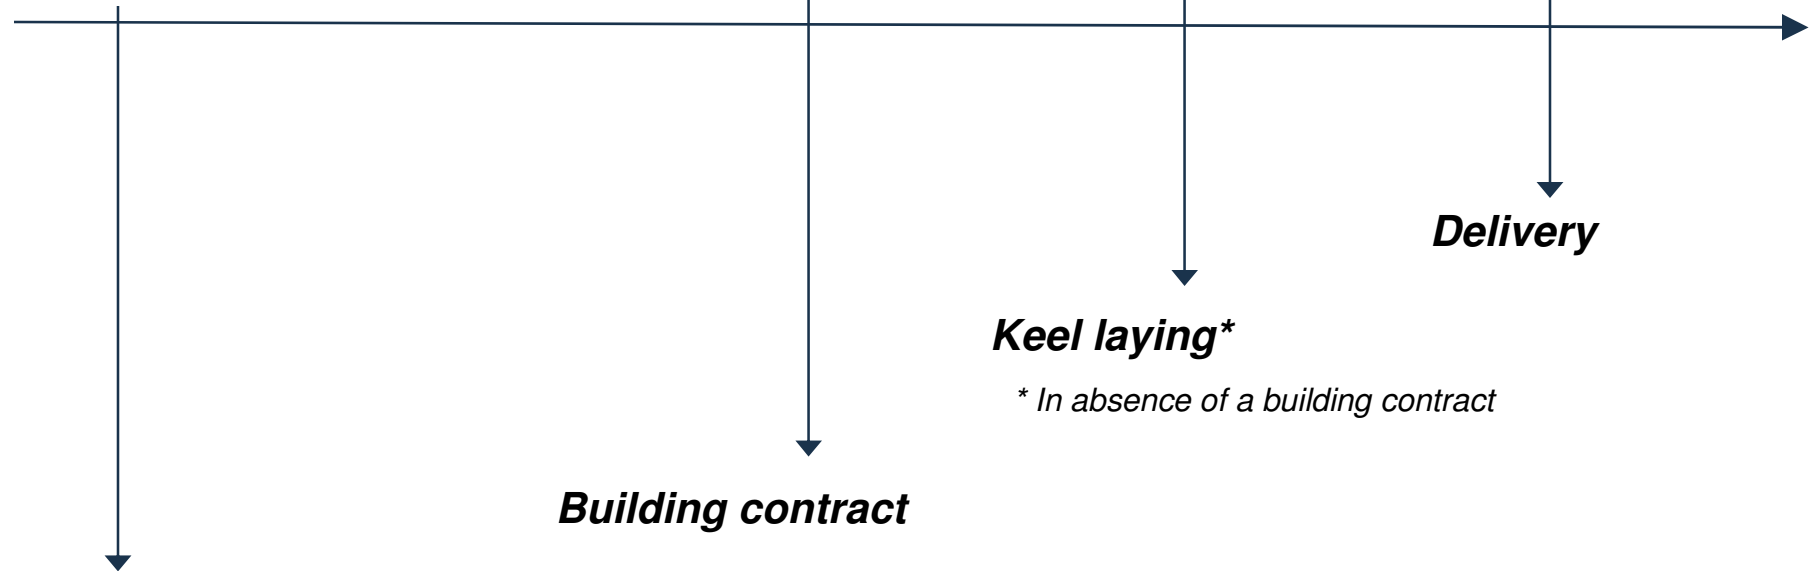 Delivery
Keel laying*
* In absence of a building contract
Building contract